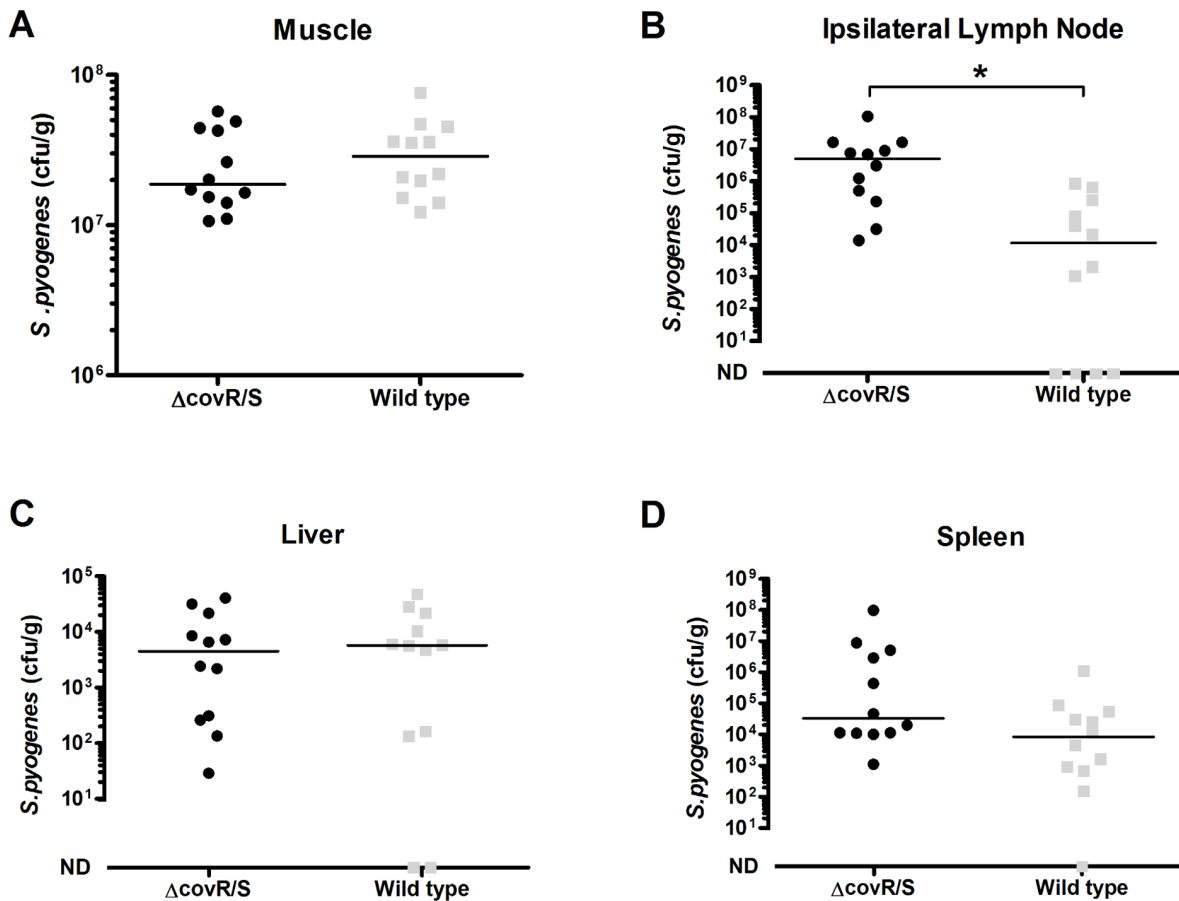 A
Muscle
S .pyogenes (cfu/g)
10⁸
10⁷
10⁶
ΔcovR/S
Wild type
B
Ipsilateral Lymph Node
*
S.pyogenes (cfu/g)
10⁹
10⁸
10⁷
10⁶
10⁵
10⁴
10³
10²
10¹
ND
ΔcovR/S
Wild type
C
Liver
S.pyogenes (cfu/g)
10⁵
10⁴
10³
10²
10¹
ND
ΔcovR/S
Wild type
D
Spleen
S.pyogenes (cfu/g)
10⁹
10⁸
10⁷
10⁶
10⁵
10⁴
10³
10²
10¹
ND
ΔcovR/S
Wild type